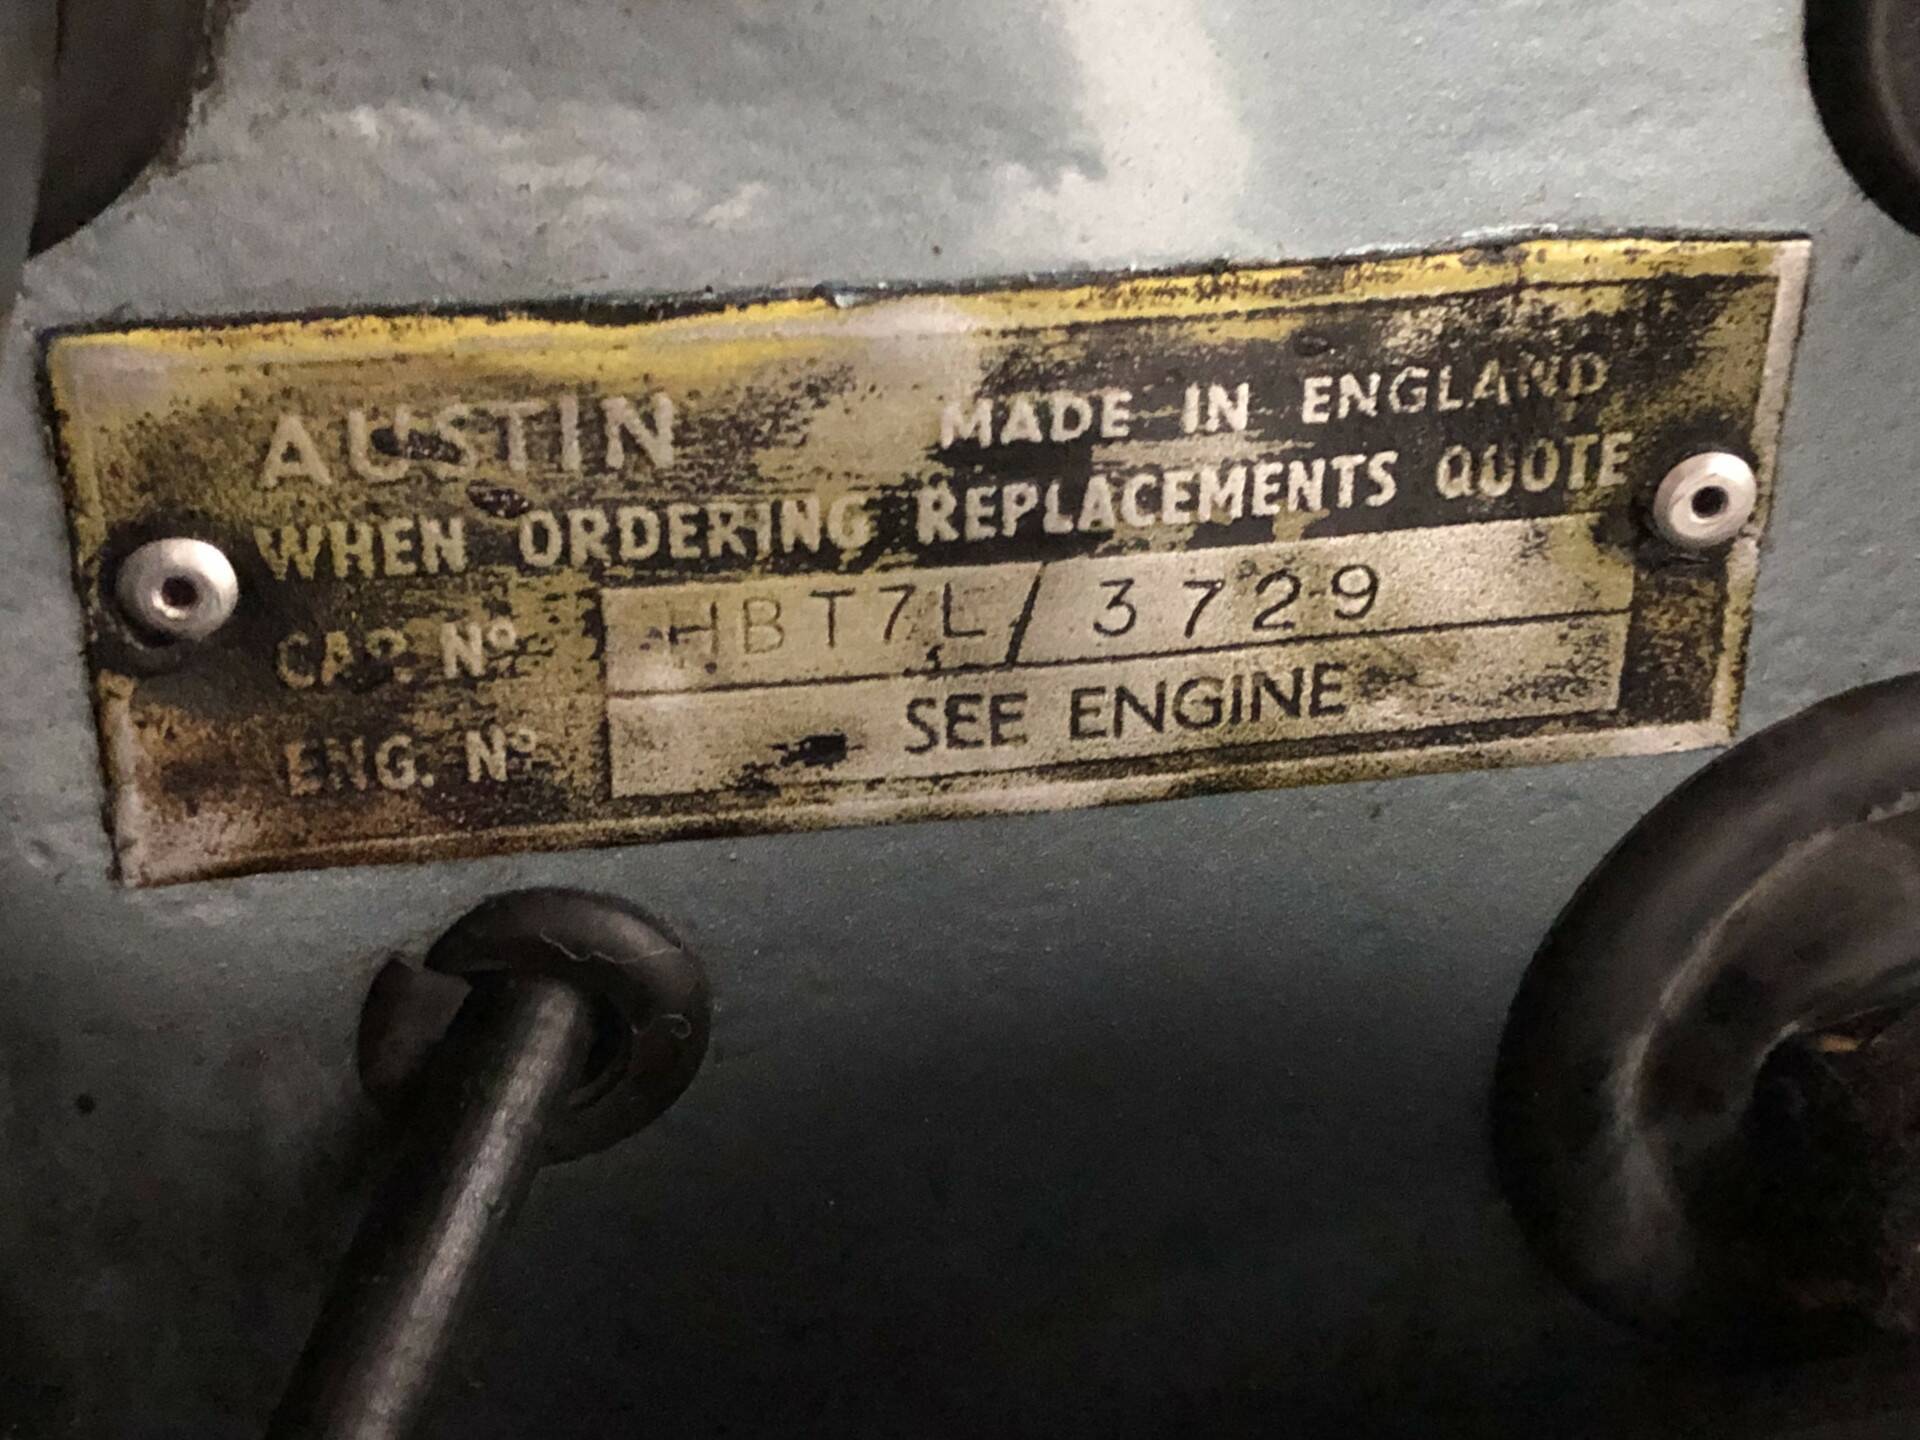 AUSTIN MADE IN ENGLAND
WHEN ORDERING REPLACEMENTS QUOTE
CAR. Nº HBT7L/3729
ENG. Nº SEE ENGINE